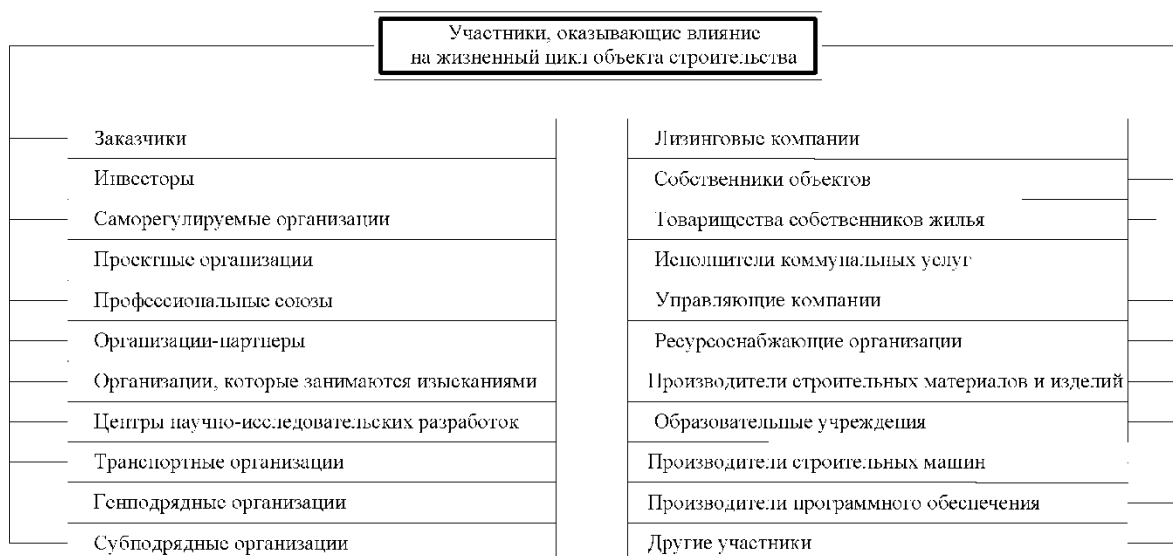 Участники, оказывающие влияние
на жизненный цикл объекта строительства
Заказчики
Инвесторы
Саморегулируемые организации
Проектные организации
Профессиональные союзы
Организации-партнеры
Организации, которые занимаются изысканиями
Центры научно-исследовательских разработок
Транспортные организации
Генподрядные организации
Субподрядные организации
Лизинговые компании
Собственники объектов
Товарищества собственников жилья
Исполнители коммунальных услуг
Управляющие компании
Ресурсоснабжающие организации
Производители строительных материалов и изделий
Образовательные учреждения
Производители строительных машин
Производители программного обеспечения
Другие участники